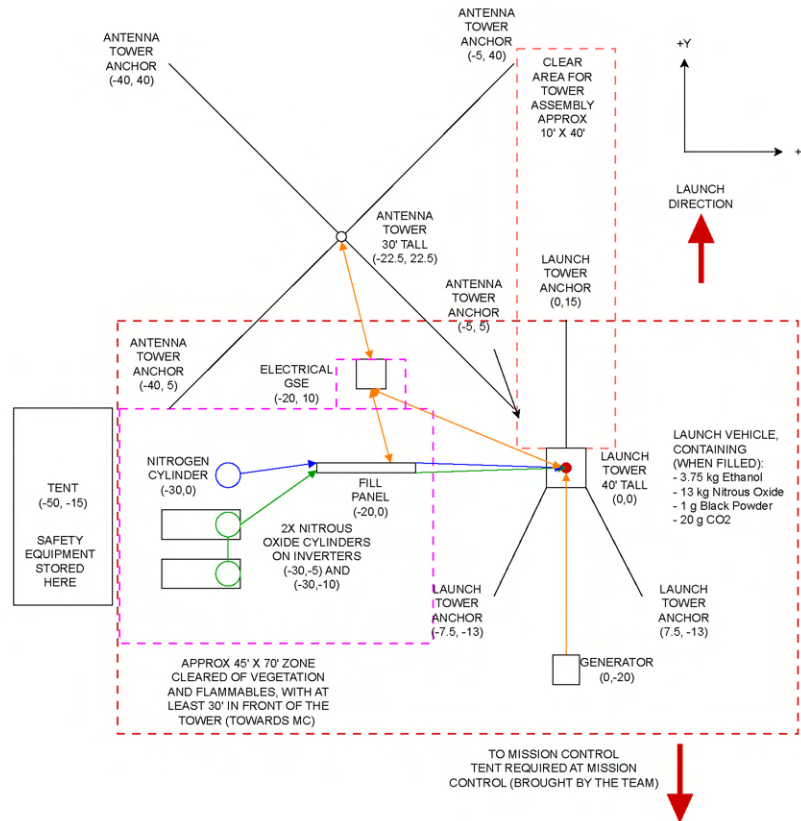 ANTENNA
TOWER
ANCHOR
(-40, 40)
ANTENNA
TOWER
ANCHOR
(-5, 40)
CLEAR
AREA FOR
TOWER
ASSEMBLY
APPROX
10' X 40'
+Y
+
LAUNCH
DIRECTION
ANTENNA
TOWER
30' TALL
(-22.5, 22.5)
LAUNCH
TOWER
ANCHOR
(0,15)
ANTENNA
TOWER
ANCHOR
(-5, 5)
ANTENNA
TOWER
ANCHOR
(-40, 5)
ELECTRICAL
GSE
(-20, 10)
TENT
(-50, -15)
SAFETY
EQUIPMENT
STORED
HERE
NITROGEN
CYLINDER
(-30,0)
FILL
PANEL
(-20,0)
LAUNCH
TOWER
40' TALL
(0,0)
LAUNCH VEHICLE,
CONTAINING
(WHEN FILLED):
- 3.75 kg Ethanol
- 13 kg Nitrous Oxide
- 1 g Black Powder
- 20 g CO2
2X NITROUS
OXIDE CYLINDERS
ON INVERTERS
(-30,-5) AND
(-30,-10)
LAUNCH
TOWER
ANCHOR
(-7.5, -13)
LAUNCH
TOWER
ANCHOR
(7.5, -13)
GENERATOR
(0,-20)
APPROX 45' X 70' ZONE
CLEARED OF VEGETATION
AND FLAMMABLES, WITH AT
LEAST 30' IN FRONT OF THE
TOWER (TOWARDS MC)
TO MISSION CONTROL
TENT REQUIRED AT MISSION
CONTROL (BROUGHT BY THE TEAM)